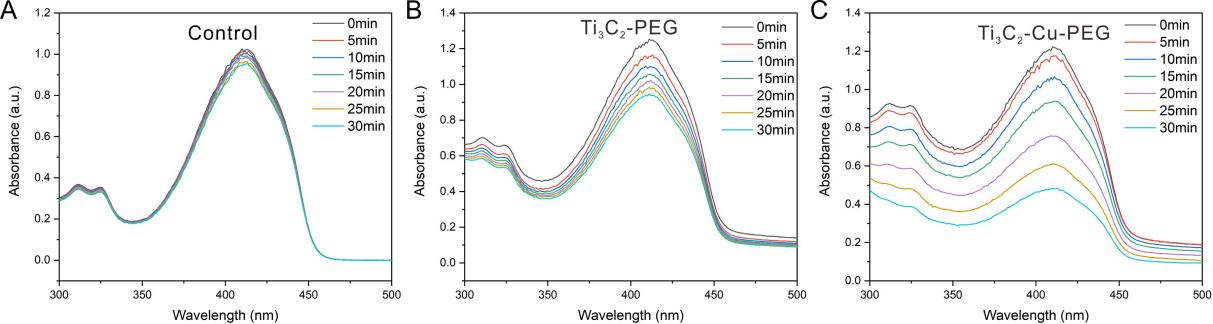 A
Control
0min
5min
10min
15min
20min
25min
30min
1.2
1.0
0.8
0.6
0.4
0.2
0.0
Absorbance (a.u.)
300
350
400
450
500
Wavelength (nm)
B
Ti₃C₂-PEG
0min
5min
10min
15min
20min
25min
30min
1.4
1.2
1.0
0.8
0.6
0.4
0.2
0.0
Absorbance (a.u.)
300
350
400
450
500
Wavelength (nm)
C
Ti₃C₂-Cu-PEG
0min
5min
10min
15min
20min
25min
30min
1.4
1.2
1.0
0.8
0.6
0.4
0.2
0.0
Absorbance (a.u.)
300
350
400
450
500
Wavelength (nm)